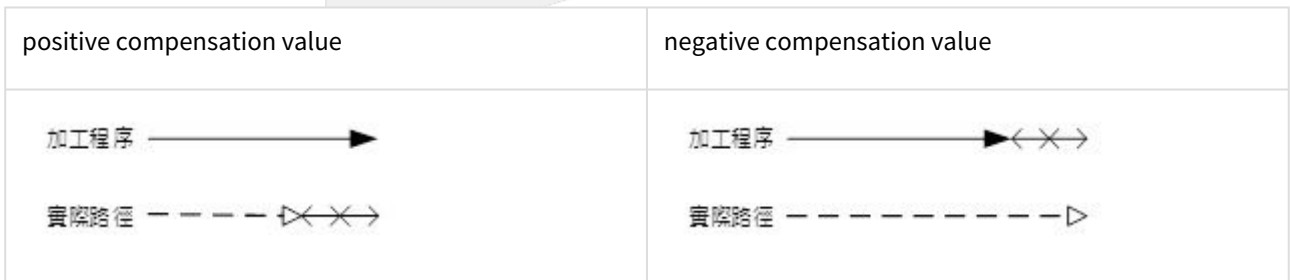 positive compensation value
negative compensation value
加工程序
實際路徑
加工程序
實際路徑